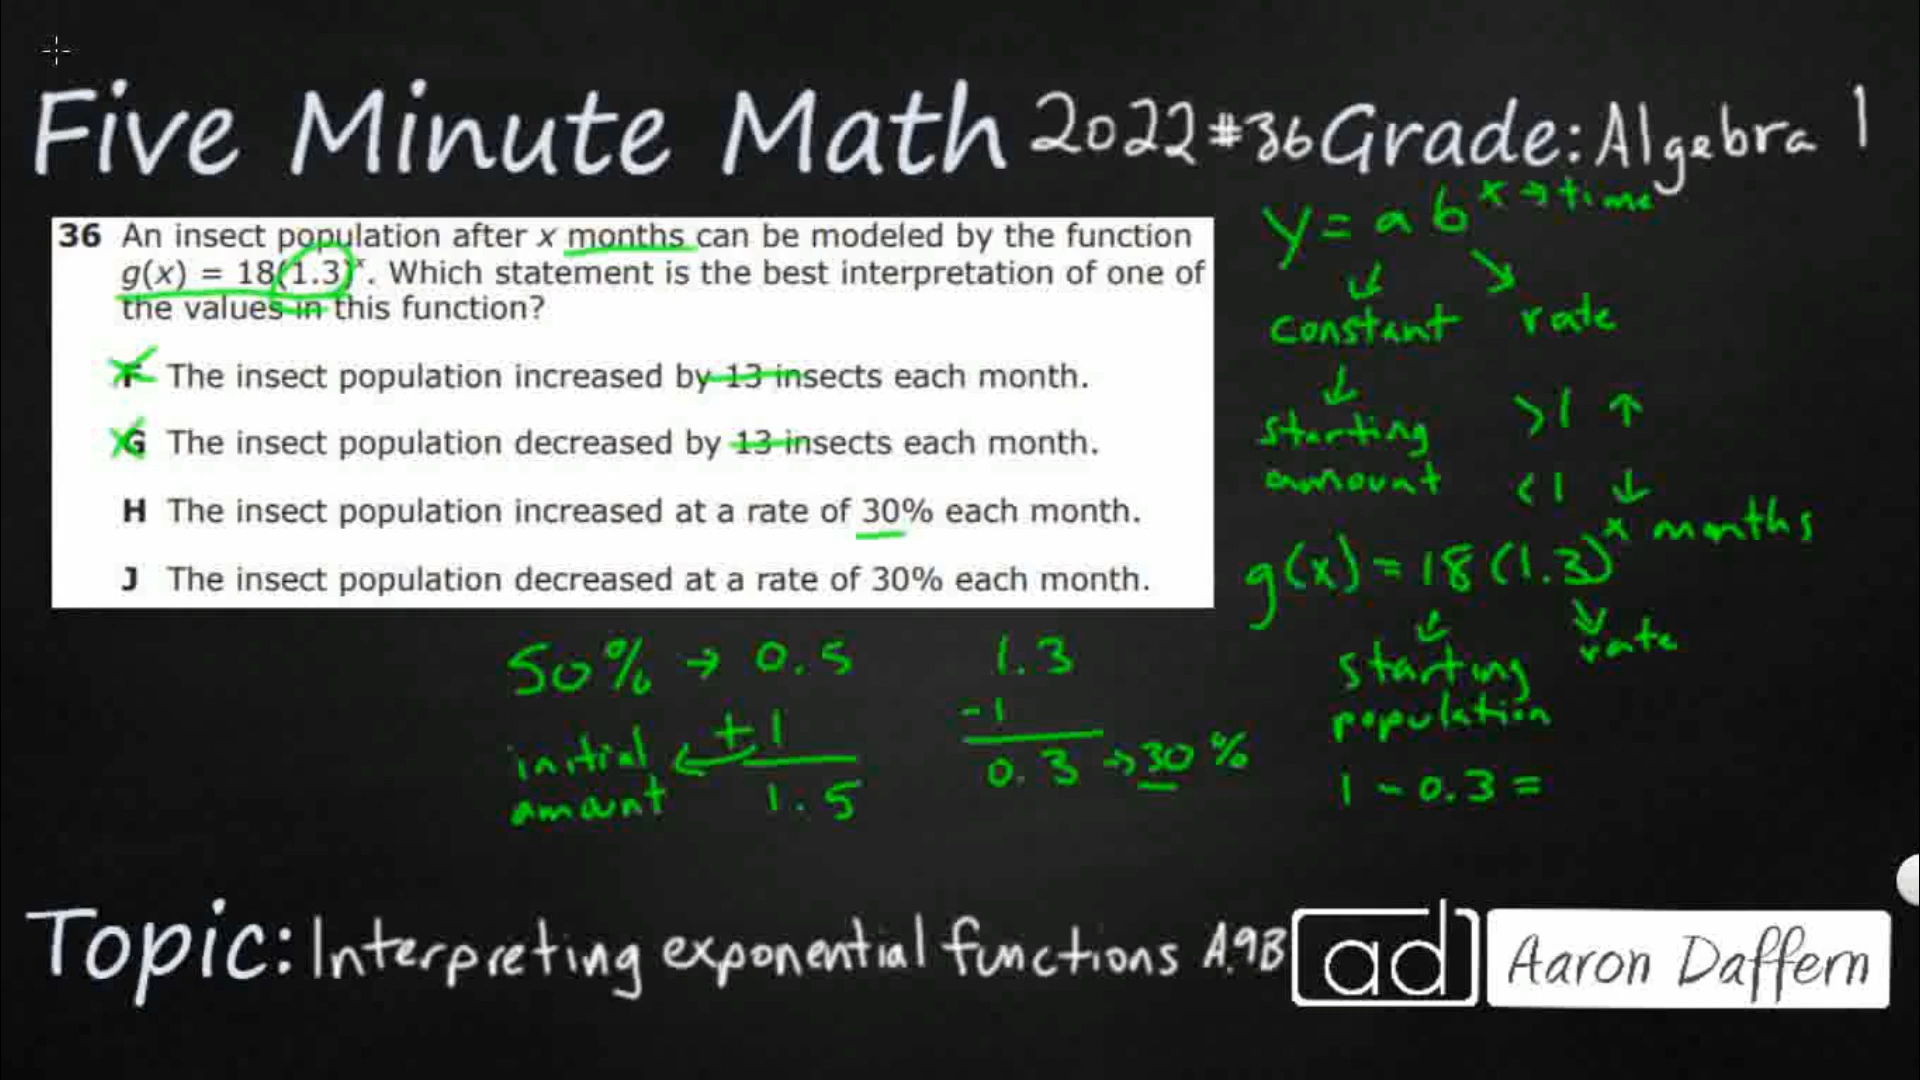 Five Minute Math 2022 #36 Grade: Algebra 1
36 An insect population after x months can be modeled by the function
g(x) = 18(1.3)^x. Which statement is the best interpretation of one of
the values in this function?
F The insect population increased by 13 insects each month.
G The insect population decreased by 13 insects each month.
H The insect population increased at a rate of 30% each month.
J The insect population decreased at a rate of 30% each month.
y = ab^x → time
↓ ↘
constant rate
↓
starting
amount
>1 ↑
<1 ↓
g(x) = 18(1.3)^x months
↓ ↘
starting
population
rate
1 - 0.3 =
50% → 0.5
+1
initial ←
amount
1.5
1.3
-1
0.3 → 30%
Topic: Interpreting exponential functions A.9B
ad Aaron Daffern